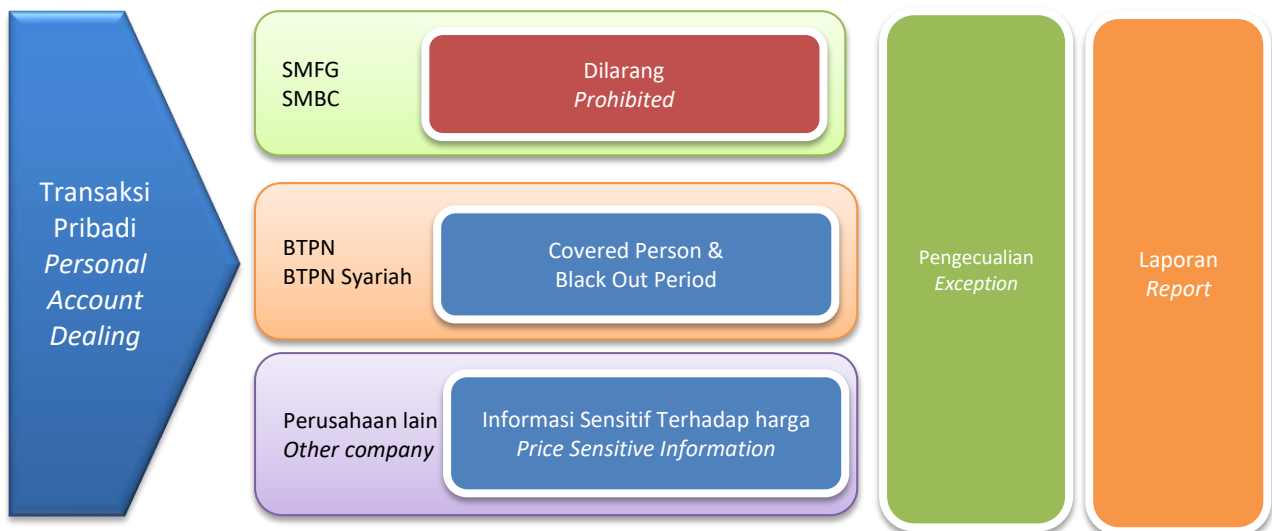 Transaksi
Pribadi
Personal
Account
Dealing
SMFG
SMBC
Dilarang
Prohibited
BTPN
BTPN Syariah
Covered Person &
Black Out Period
Perusahaan lain
Other company
Informasi Sensitif Terhadap harga
Price Sensitive Information
Pengecualian
Exception
Laporan
Report